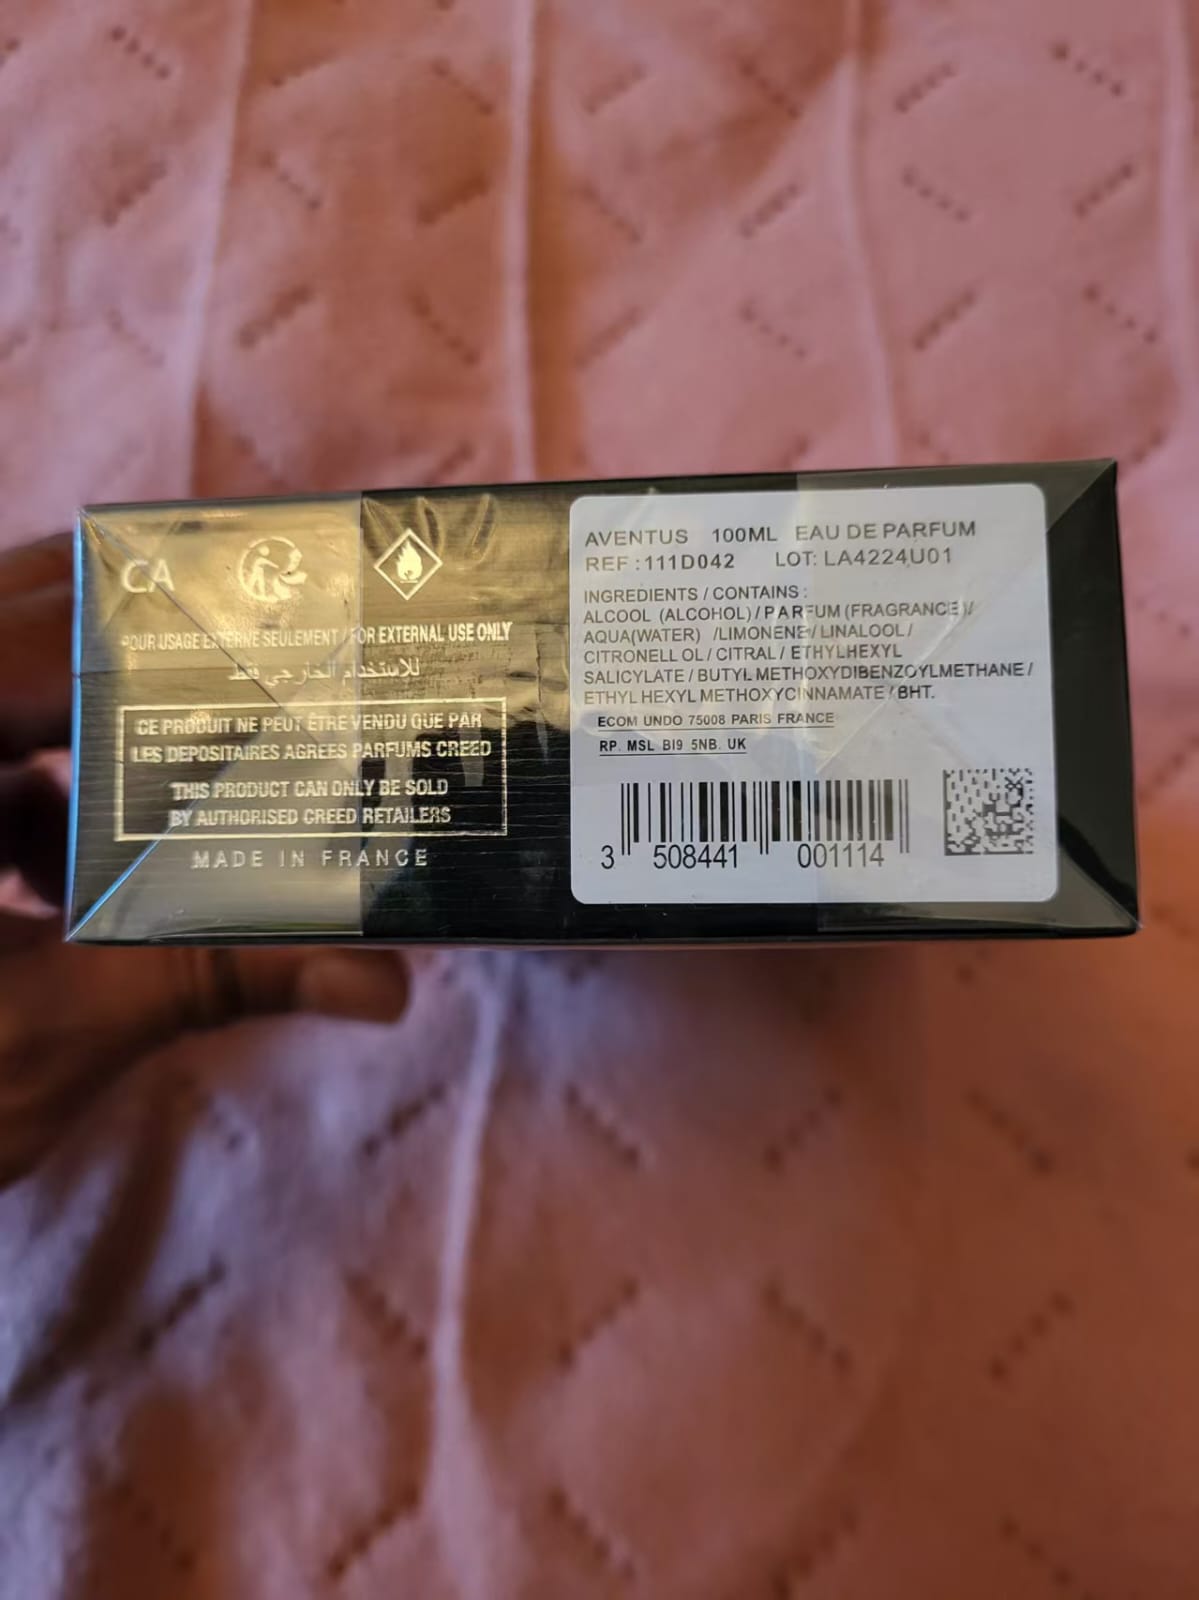 CA
POUR USAGE EXTERNE SEULEMENT / FOR EXTERNAL USE ONLY
للاستخدام الخارجي فقط
CE PRODUIT NE PEUT ÊTRE VENDU QUE PAR
LES DEPOSITAIRES AGREES PARFUMS CREED
THIS PRODUCT CAN ONLY BE SOLD
BY AUTHORISED CREED RETAILERS
MADE IN FRANCE
AVENTUS 100ML EAU DE PARFUM
REF :111D042 LOT: LA4224U01
INGREDIENTS / CONTAINS :
ALCOOL (ALCOHOL) / PARFUM (FRAGRANCE )/
AQUA(WATER) /LIMONENE / LINALOOL /
CITRONELL OL / CITRAL / ETHYLHEXYL
SALICYLATE / BUTYL METHOXYDIBENZOYLMETHANE /
ETHYL HEXYL METHOXYCINNAMATE / BHT.
ECOM UNDO 75008 PARIS FRANCE
RP. MSL BI9 5NB. UK
3 508441 001114